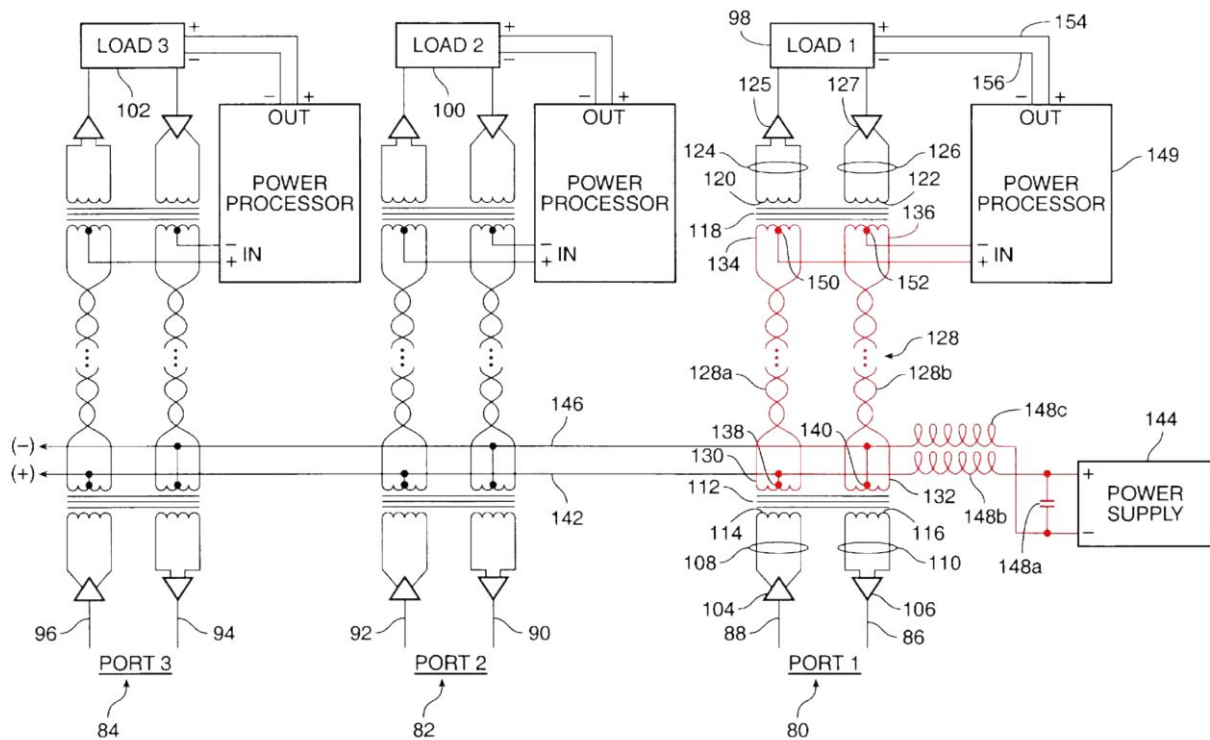 LOAD 3 + −
LOAD 2 + −
98 LOAD 1 + − 154
156
102
100
125 127
− +
− +
− +
OUT
OUT
OUT
124 126
149
POWER PROCESSOR
POWER PROCESSOR
POWER PROCESSOR
120 122
118 136
− + IN
− + IN
− + IN
134 150 152
128
128a 128b
146 148c
(−) 138 140 144
(+) 130 132 +
112 POWER SUPPLY
142 114 116 148b −
108 110 148a
104 106
96 94 92 90 88 86
PORT 3 PORT 2 PORT 1
84 82 80